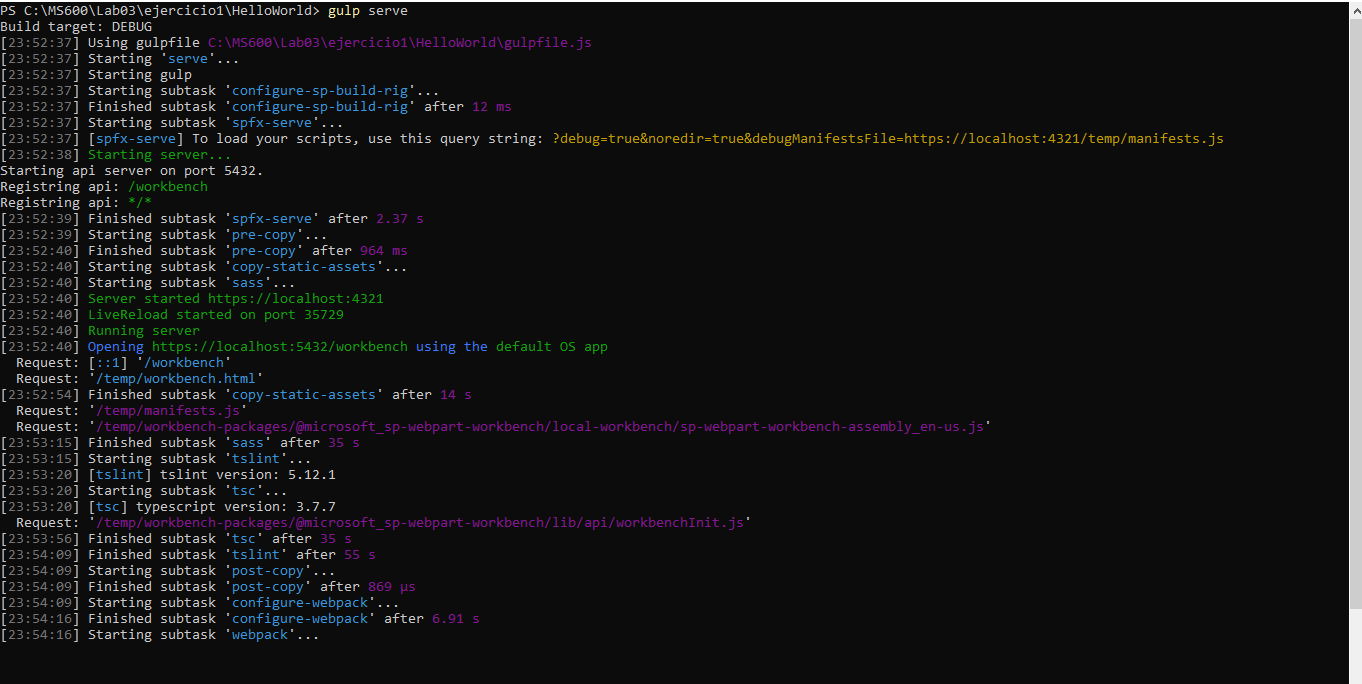 PS C:\MS600\Lab03\ejercicio1\HelloWorld> gulp serve
Build target: DEBUG
[23:52:37] Using gulpfile C:\MS600\Lab03\ejercicio1\HelloWorld\gulpfile.js
[23:52:37] Starting 'serve'...
[23:52:37] Starting gulp
[23:52:37] Starting subtask 'configure-sp-build-rig'...
[23:52:37] Finished subtask 'configure-sp-build-rig' after 12 ms
[23:52:37] Starting subtask 'spfx-serve'...
[23:52:37] [spfx-serve] To load your scripts, use this query string: ?debug=true&noredir=true&debugManifestsFile=https://localhost:4321/temp/manifests.js
[23:52:38] Starting server...
Starting api server on port 5432.
Registring api: /workbench
Registring api: */*
[23:52:39] Finished subtask 'spfx-serve' after 2.37 s
[23:52:39] Starting subtask 'pre-copy'...
[23:52:40] Finished subtask 'pre-copy' after 964 ms
[23:52:40] Starting subtask 'copy-static-assets'...
[23:52:40] Starting subtask 'sass'...
[23:52:40] Server started https://localhost:4321
[23:52:40] LiveReload started on port 35729
[23:52:40] Running server
[23:52:40] Opening https://localhost:5432/workbench using the default OS app
  Request: [::1] '/workbench'
  Request: '/temp/workbench.html'
[23:52:54] Finished subtask 'copy-static-assets' after 14 s
  Request: '/temp/manifests.js'
  Request: '/temp/workbench-packages/@microsoft_sp-webpart-workbench/local-workbench/sp-webpart-workbench-assembly_en-us.js'
[23:53:15] Finished subtask 'sass' after 35 s
[23:53:15] Starting subtask 'tslint'...
[23:53:20] [tslint] tslint version: 5.12.1
[23:53:20] Starting subtask 'tsc'...
[23:53:20] [tsc] typescript version: 3.7.7
  Request: '/temp/workbench-packages/@microsoft_sp-webpart-workbench/lib/api/workbenchInit.js'
[23:53:56] Finished subtask 'tsc' after 35 s
[23:54:09] Finished subtask 'tslint' after 55 s
[23:54:09] Starting subtask 'post-copy'...
[23:54:09] Finished subtask 'post-copy' after 869 μs
[23:54:09] Starting subtask 'configure-webpack'...
[23:54:16] Finished subtask 'configure-webpack' after 6.91 s
[23:54:16] Starting subtask 'webpack'...